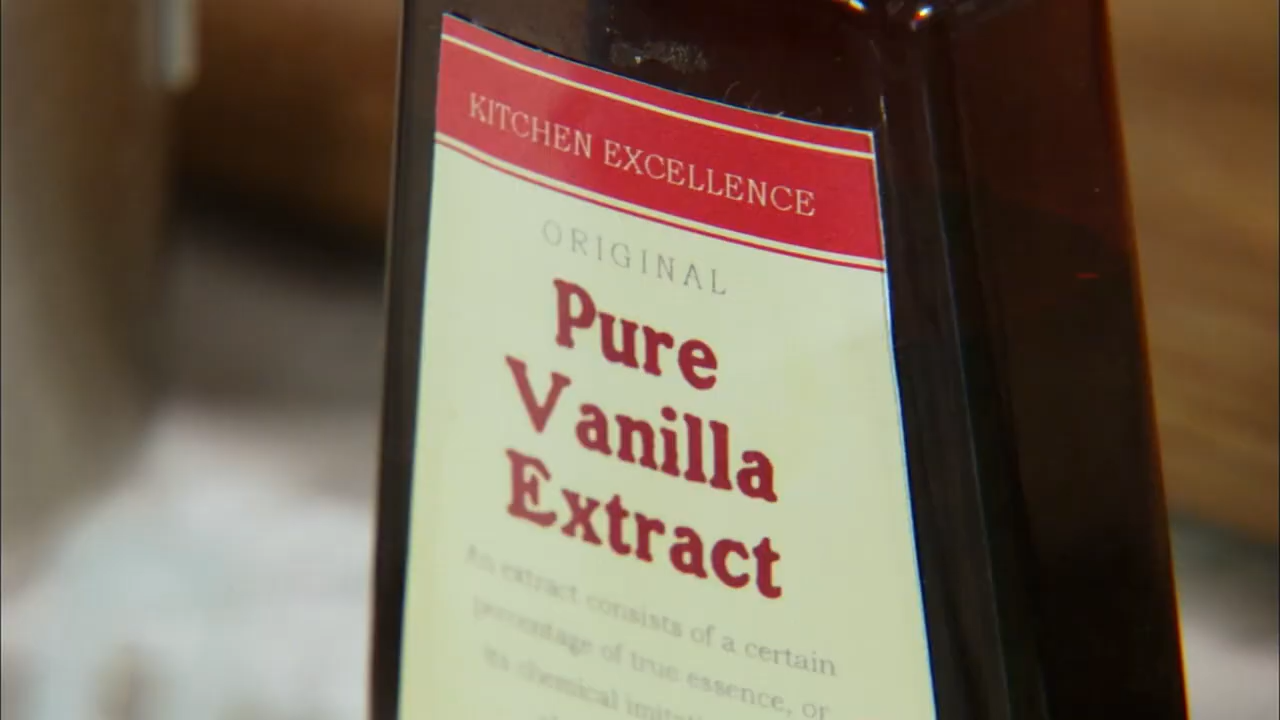 KITCHEN EXCELLENCE
ORIGINAL
Pure
Vanilla
Extract
An extract consists of a certain
percentage of true essence, or
its chemical